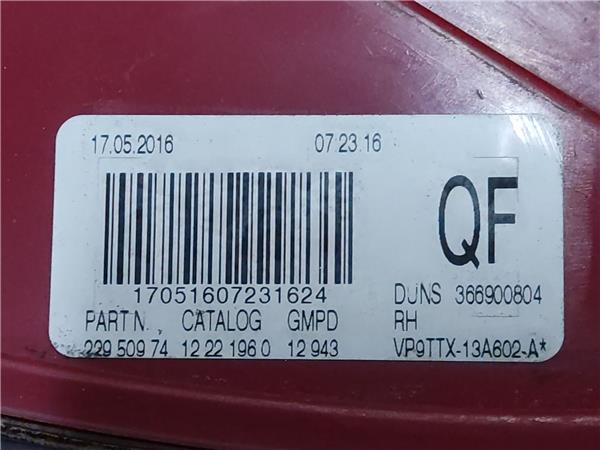 17.05.2016 07 23 16
QF
17051607231624
DUNS 366900804
PART N. CATALOG GMPD RH
229 509 74 12 22 196 0 12 943 VP9TTX-13A602-A*